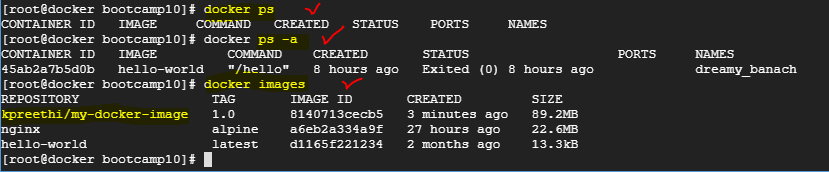 [root@docker bootcamp10]# docker ps
CONTAINER ID   IMAGE     COMMAND   CREATED   STATUS    PORTS     NAMES
[root@docker bootcamp10]# docker ps -a
CONTAINER ID   IMAGE         COMMAND    CREATED       STATUS                   PORTS     NAMES
45ab2a7b5d0b   hello-world   "/hello"   8 hours ago   Exited (0) 8 hours ago             dreamy_banach
[root@docker bootcamp10]# docker images
REPOSITORY                 TAG       IMAGE ID       CREATED         SIZE
kpreethi/my-docker-image   1.0       8140713cecb5   3 minutes ago   89.2MB
nginx                      alpine    a6eb2a334a9f   27 hours ago    22.6MB
hello-world                latest    d1165f221234   2 months ago    13.3kB
[root@docker bootcamp10]#